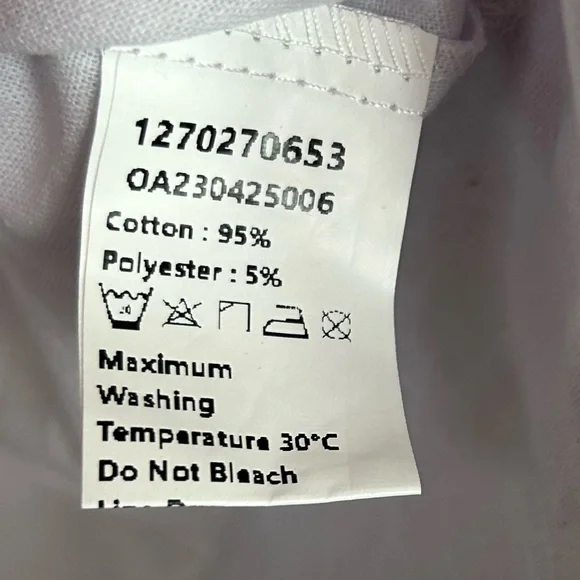 1270270653
OA230425006
Cotton : 95%
Polyester : 5%
Maximum
Washing
Temperature 30°C
Do Not Bleach